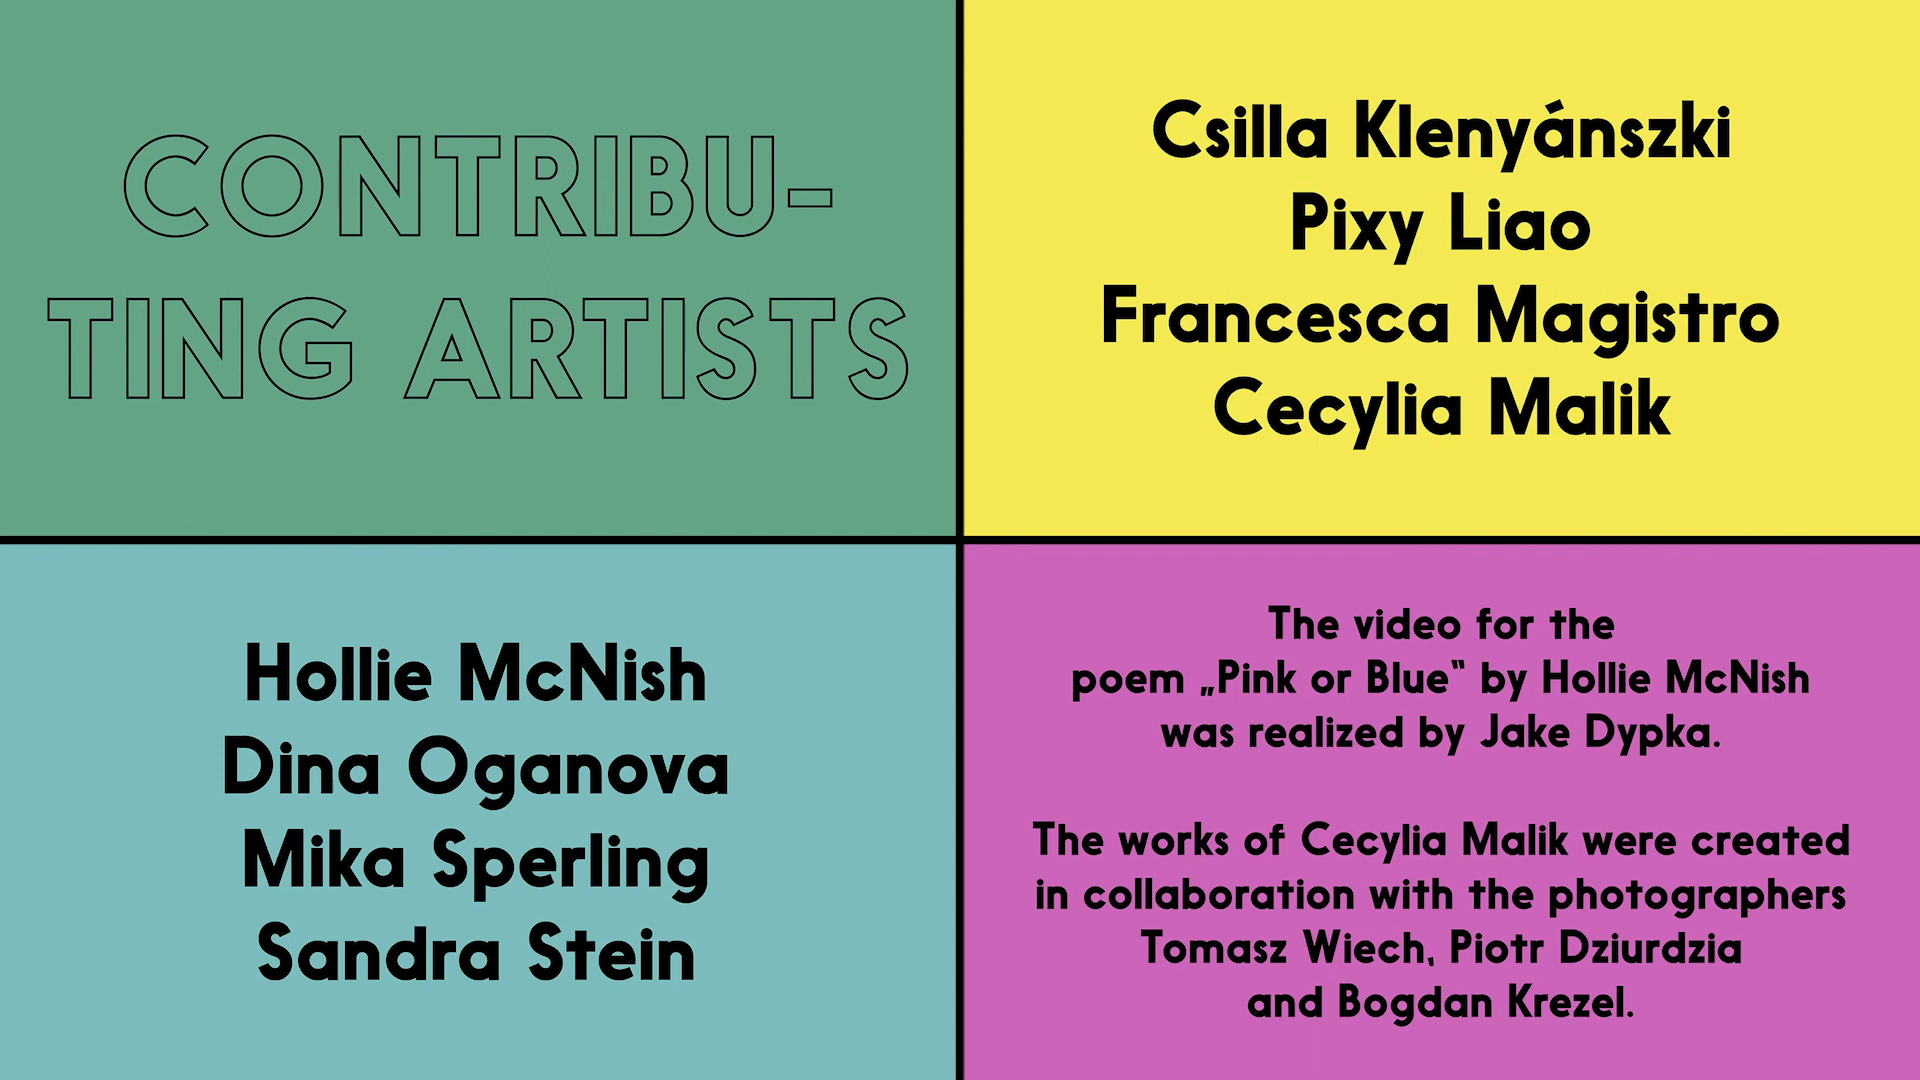 CONTRIBU-
TING ARTISTS
Csilla Klenyánszki
Pixy Liao
Francesca Magistro
Cecylia Malik
Hollie McNish
Dina Oganova
Mika Sperling
Sandra Stein
The video for the
poem „Pink or Blue‟ by Hollie McNish
was realized by Jake Dypka.
The works of Cecylia Malik were created
in collaboration with the photographers
Tomasz Wiech, Piotr Dziurdzia
and Bogdan Krezel.